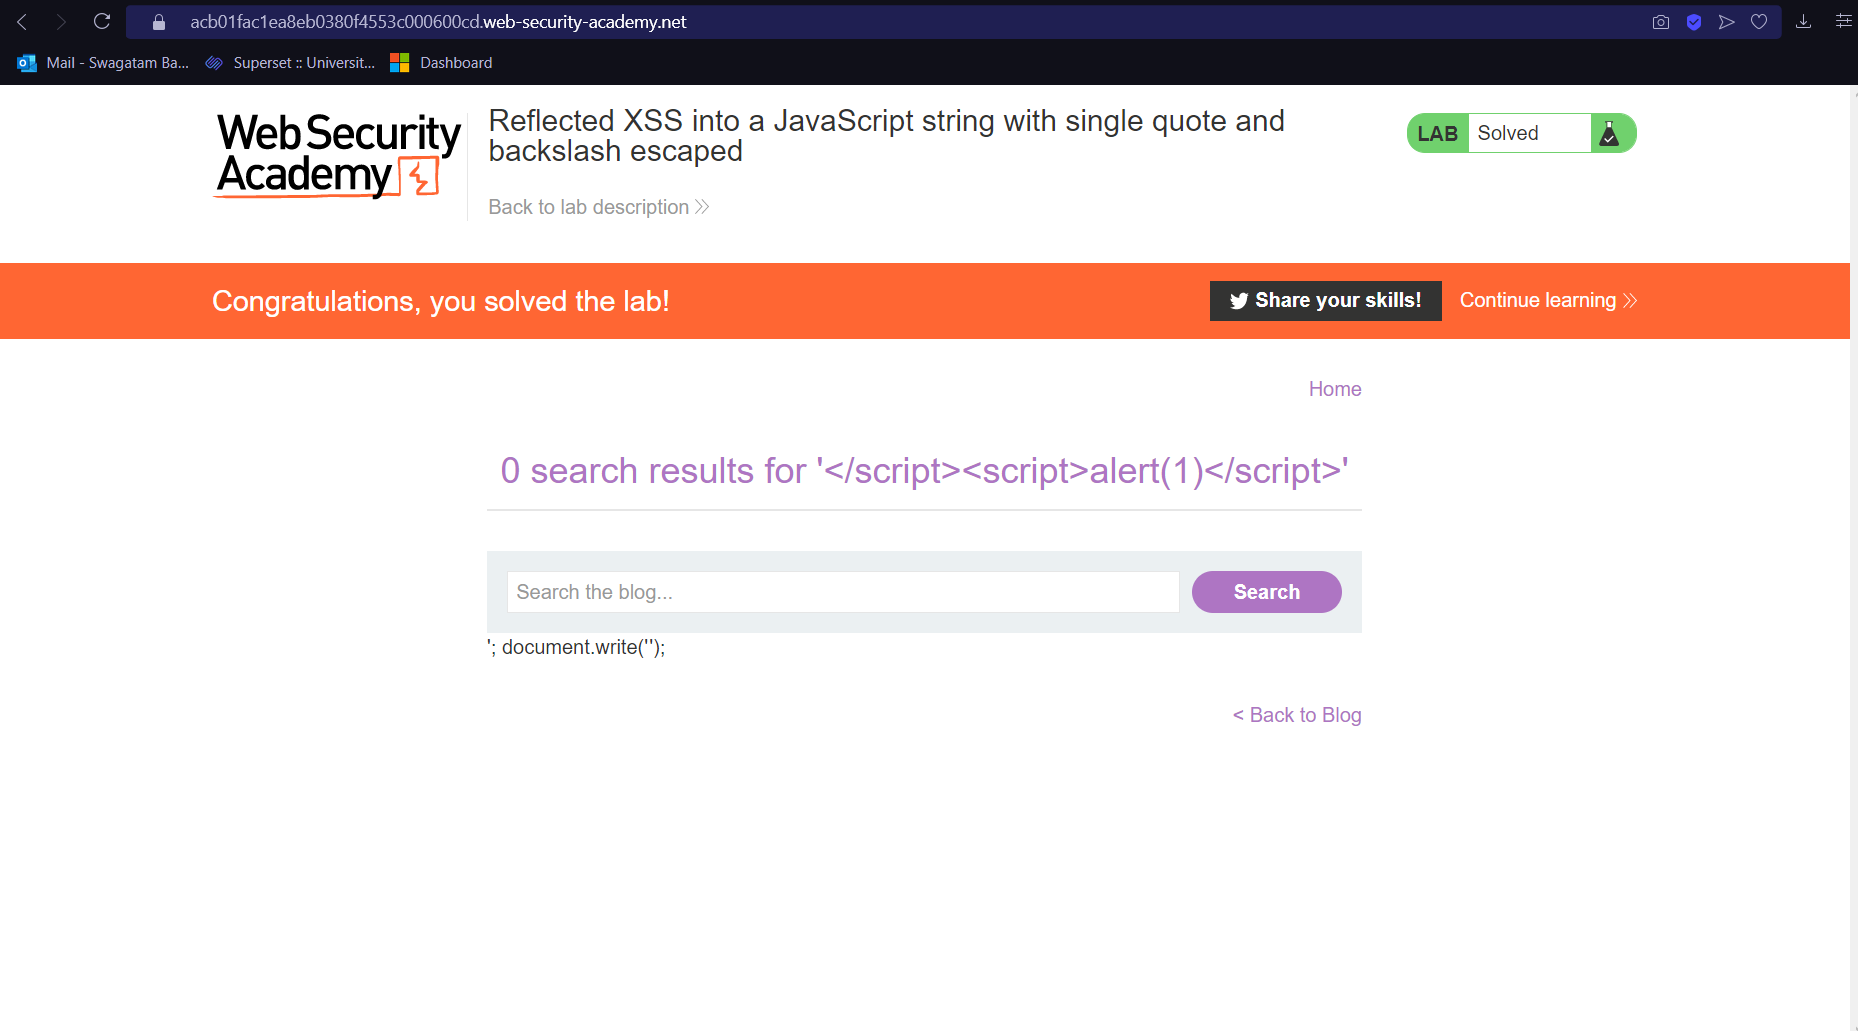 acb01fac1ea8eb0380f4553c000600cd.web-security-academy.net
Mail - Swagatam Ba... Superset :: Universit... Dashboard
Web Security
Academy
Reflected XSS into a JavaScript string with single quote and
backslash escaped
LAB Solved
Back to lab description
Congratulations, you solved the lab!
Share your skills! Continue learning
Home
0 search results for '</script><script>alert(1)</script>'
Search the blog... Search
'; document.write('');
< Back to Blog